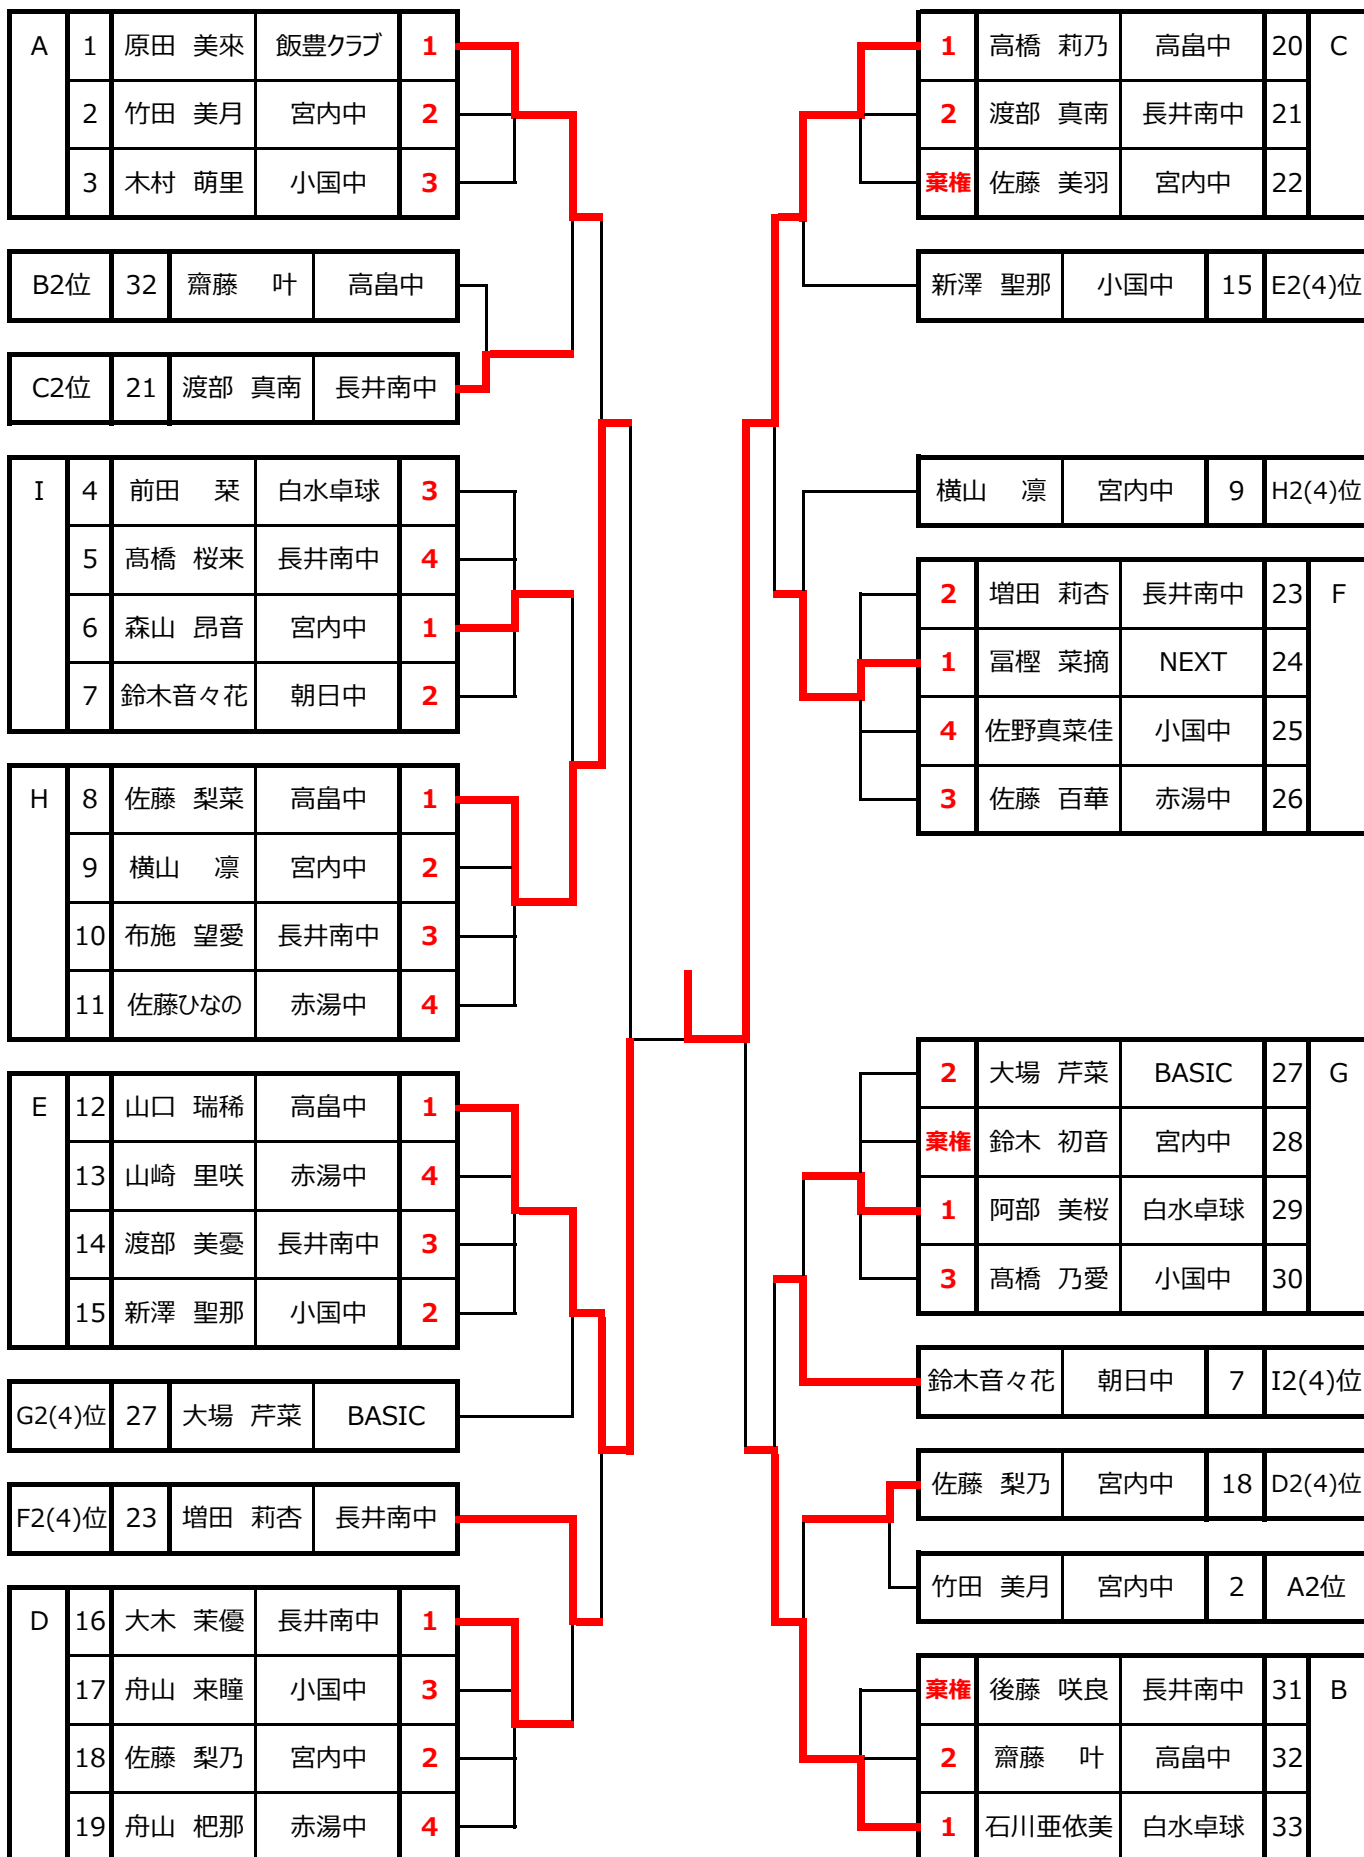 A 1 原田 美來 飯豊クラブ 1
2 竹田 美月 宮内中 2
3 木村 萌里 小国中 3
B2位 32 齋藤 叶 高畠中
C2位 21 渡部 真南 長井南中
I 4 前田 栞 白水卓球 3
5 髙橋 桜来 長井南中 4
6 森山 昂音 宮内中 1
7 鈴木音々花 朝日中 2
H 8 佐藤 梨菜 高畠中 1
9 横山 凛 宮内中 2
10 布施 望愛 長井南中 3
11 佐藤ひなの 赤湯中 4
E 12 山口 瑞稀 高畠中 1
13 山崎 里咲 赤湯中 4
14 渡部 美憂 長井南中 3
15 新澤 聖那 小国中 2
G2(4)位 27 大場 芹菜 BASIC
F2(4)位 23 増田 莉杏 長井南中
D 16 大木 茉優 長井南中 1
17 舟山 来瞳 小国中 3
18 佐藤 梨乃 宮内中 2
19 舟山 杷那 赤湯中 4
1 高橋 莉乃 高畠中 20 C
2 渡部 真南 長井南中 21
棄権 佐藤 美羽 宮内中 22
新澤 聖那 小国中 15 E2(4)位
横山 凛 宮内中 9 H2(4)位
2 増田 莉杏 長井南中 23 F
1 冨樫 菜摘 NEXT 24
4 佐野真菜佳 小国中 25
3 佐藤 百華 赤湯中 26
2 大場 芹菜 BASIC 27 G
棄権 鈴木 初音 宮内中 28
1 阿部 美桜 白水卓球 29
3 髙橋 乃愛 小国中 30
鈴木音々花 朝日中 7 I2(4)位
佐藤 梨乃 宮内中 18 D2(4)位
竹田 美月 宮内中 2 A2位
棄権 後藤 咲良 長井南中 31 B
2 齋藤 叶 高畠中 32
1 石川亜依美 白水卓球 33